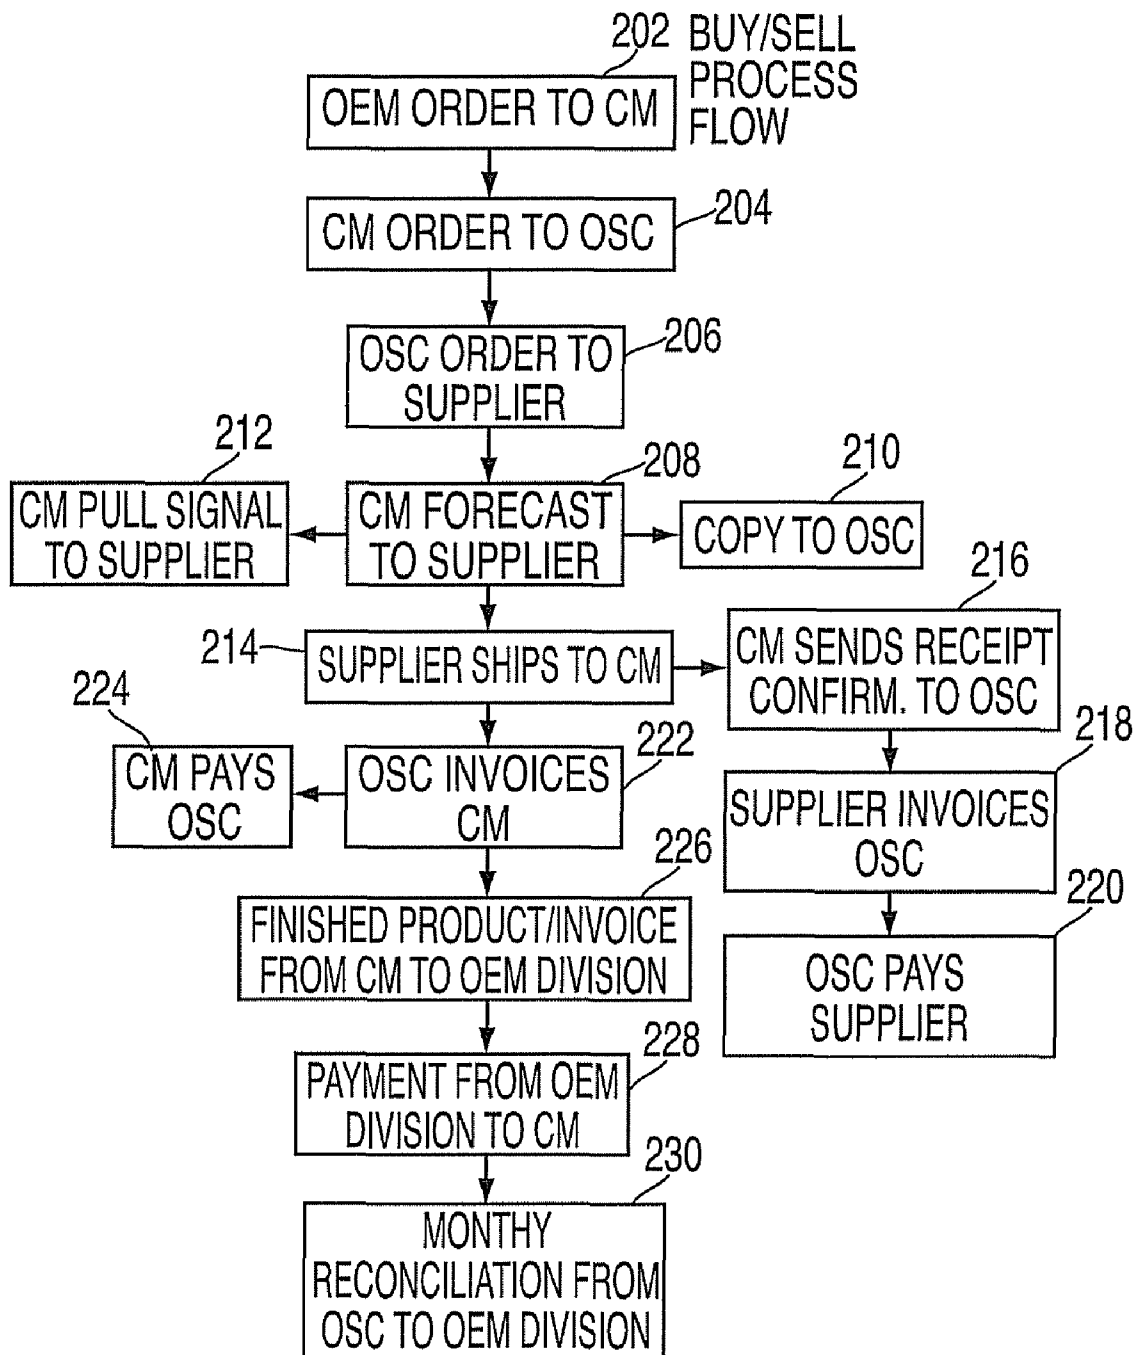 202
BUY/SELL
PROCESS
FLOW
OEM ORDER TO CM
204
CM ORDER TO OSC
206
OSC ORDER TO
SUPPLIER
212
CM PULL SIGNAL
TO SUPPLIER
208
CM FORECAST
TO SUPPLIER
210
COPY TO OSC
214
SUPPLIER SHIPS TO CM
216
CM SENDS RECEIPT
CONFIRM. TO OSC
224
CM PAYS
OSC
222
OSC INVOICES
CM
218
SUPPLIER INVOICES
OSC
226
FINISHED PRODUCT/INVOICE
FROM CM TO OEM DIVISION
220
OSC PAYS
SUPPLIER
228
PAYMENT FROM OEM
DIVISION TO CM
230
MONTHY
RECONCILIATION FROM
OSC TO OEM DIVISION